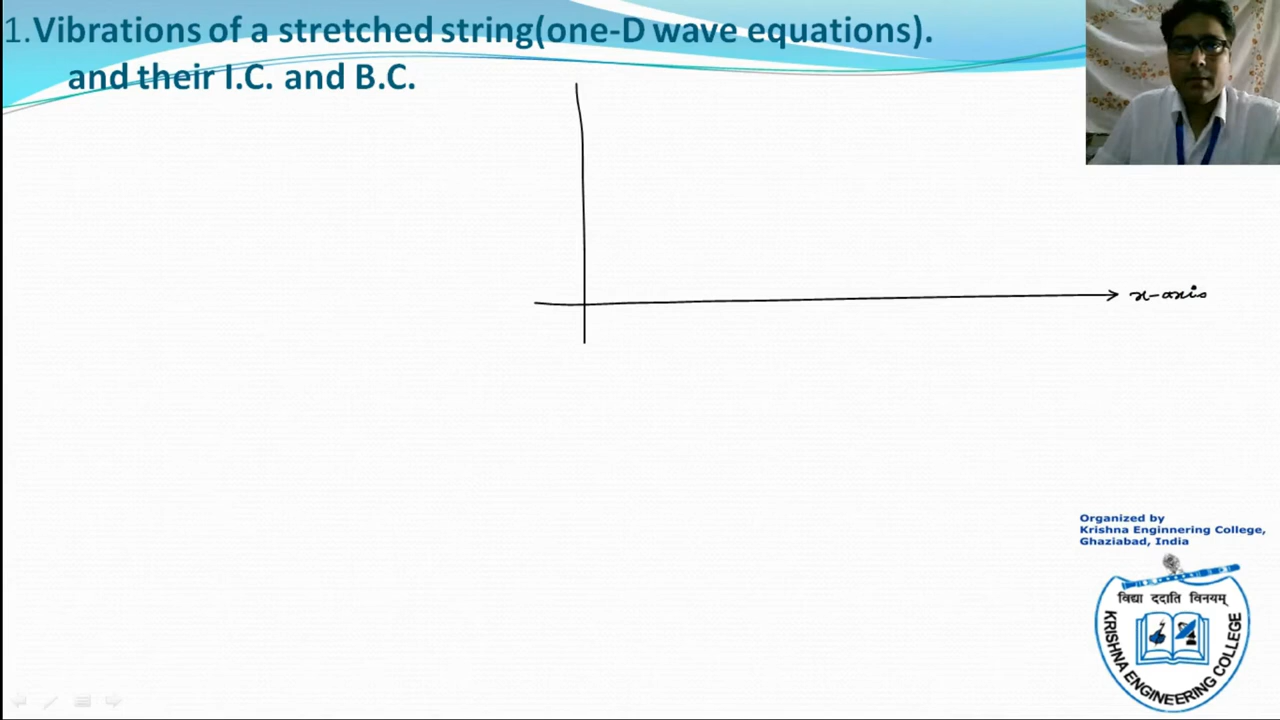 1.Vibrations of a stretched string(one-D wave equations).
and their I.C. and B.C.
x-axis
Organized by
Krishna Enginnering College,
Ghaziabad, India
विद्या ददाति विनयम्
KRISHNA ENGINEERING COLLEGE